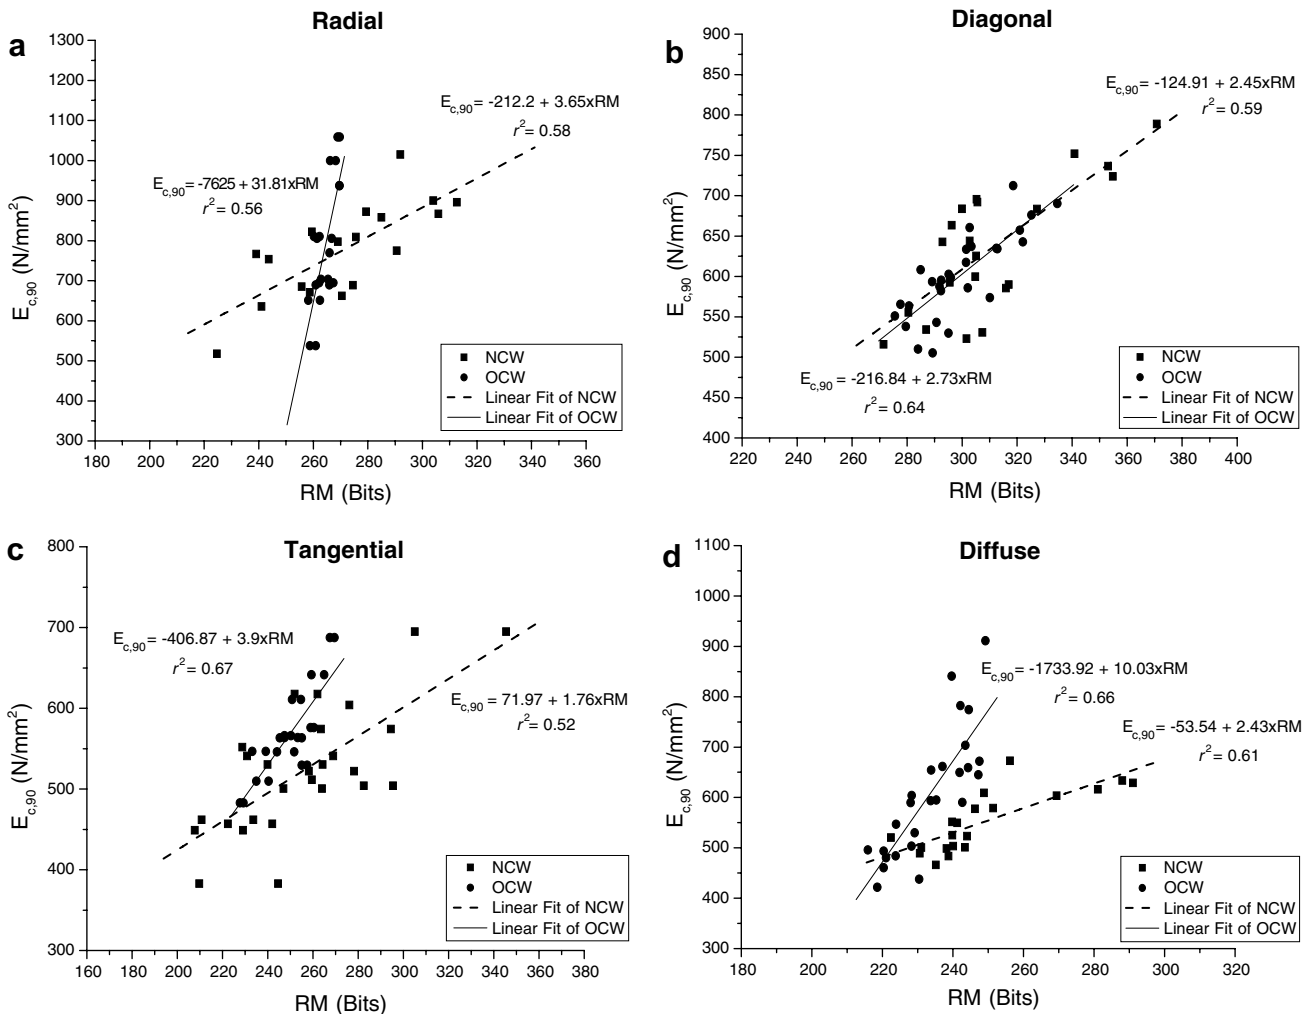 a
Radial
1300
1200
1100
1000
900
800
700
600
500
400
300
180 200 220 240 260 280 300 320 340 360
E_c,90 (N/mm²)
RM (Bits)
E_c,90 = -212.2 + 3.65xRM
r² = 0.58
E_c,90 = -7625 + 31.81xRM
r² = 0.56
NCW
OCW
Linear Fit of NCW
Linear Fit of OCW
b
Diagonal
900
850
800
750
700
650
600
550
500
450
400
220 240 260 280 300 320 340 360 380 400
E_c,90 (N/mm²)
RM (Bits)
E_c,90 = -124.91 + 2.45xRM
r² = 0.59
E_c,90 = -216.84 + 2.73xRM
r² = 0.64
NCW
OCW
Linear Fit of NCW
Linear Fit of OCW
c
Tangential
800
700
600
500
400
300
160 180 200 220 240 260 280 300 320 340 360 380
E_c,90 (N/mm²)
RM (Bits)
E_c,90 = -406.87 + 3.9xRM
r² = 0.67
E_c,90 = 71.97 + 1.76xRM
r² = 0.52
NCW
OCW
Linear Fit of NCW
Linear Fit of OCW
d
Diffuse
1100
1000
900
800
700
600
500
400
300
180 200 220 240 260 280 300 320
E_c,90 (N/mm²)
RM (Bits)
E_c,90 = -1733.92 + 10.03xRM
r² = 0.66
E_c,90 = -53.54 + 2.43xRM
r² = 0.61
NCW
OCW
Linear Fit of NCW
Linear Fit of OCW